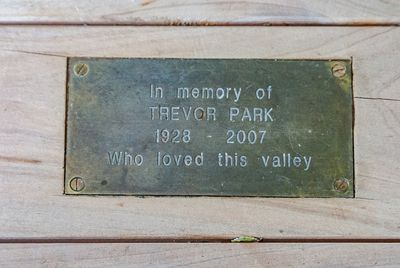 In memory of
TREVOR PARK
1928 - 2007
Who loved this valley